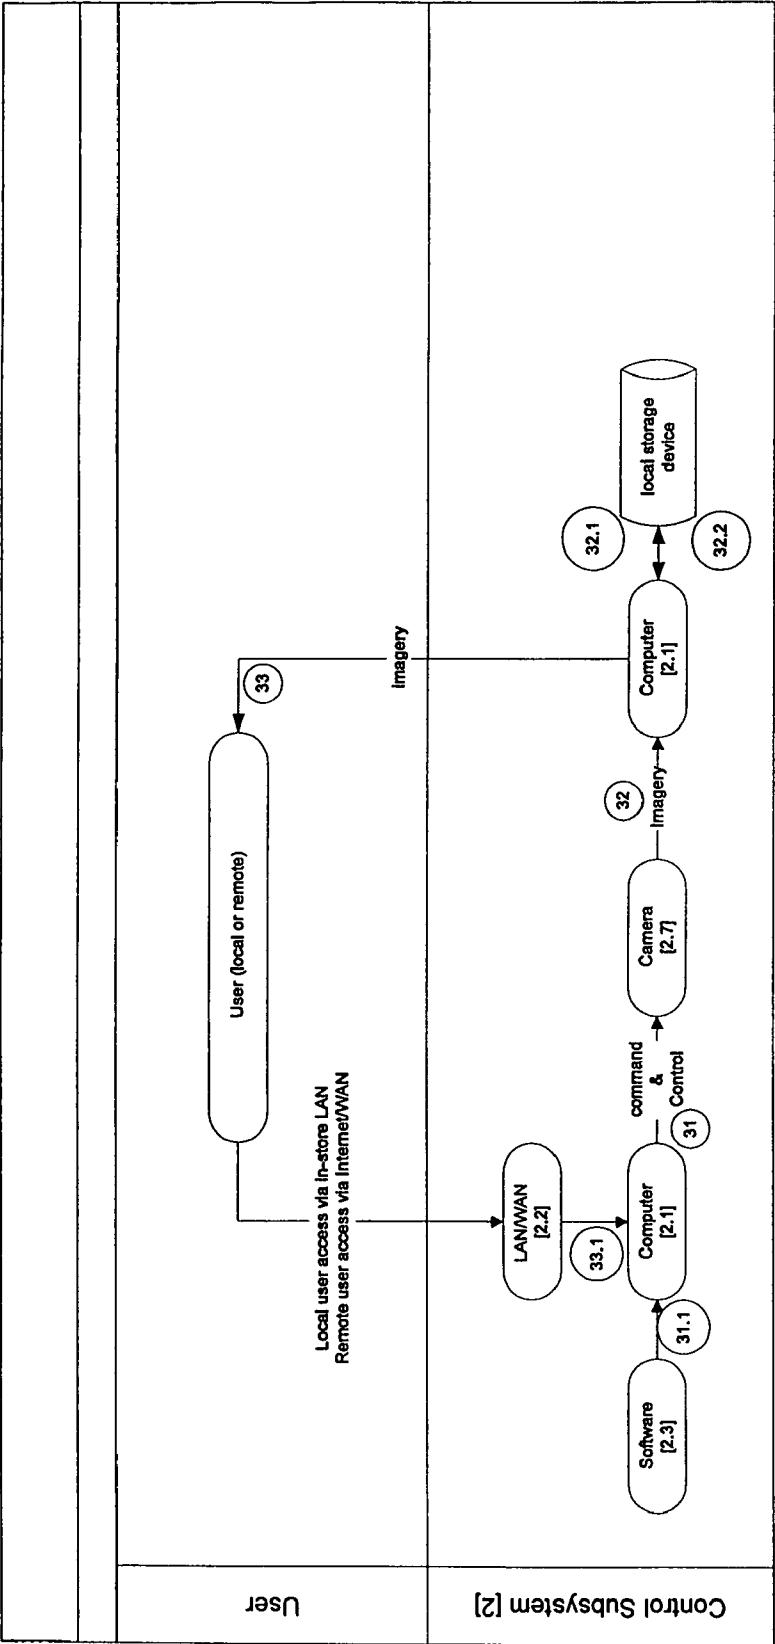 User
User (local or remote)
33
Imagery
Local user access via in-store LAN
Remote user access via Internet/WAN
Control Subsystem [2]
LAN/WAN
[2.2]
33.1
Software
[2.3]
31.1
Computer
[2.1]
31
command
&
Control
Camera
[2.7]
32
Imagery
Computer
[2.1]
32.1
32.2
local storage
device